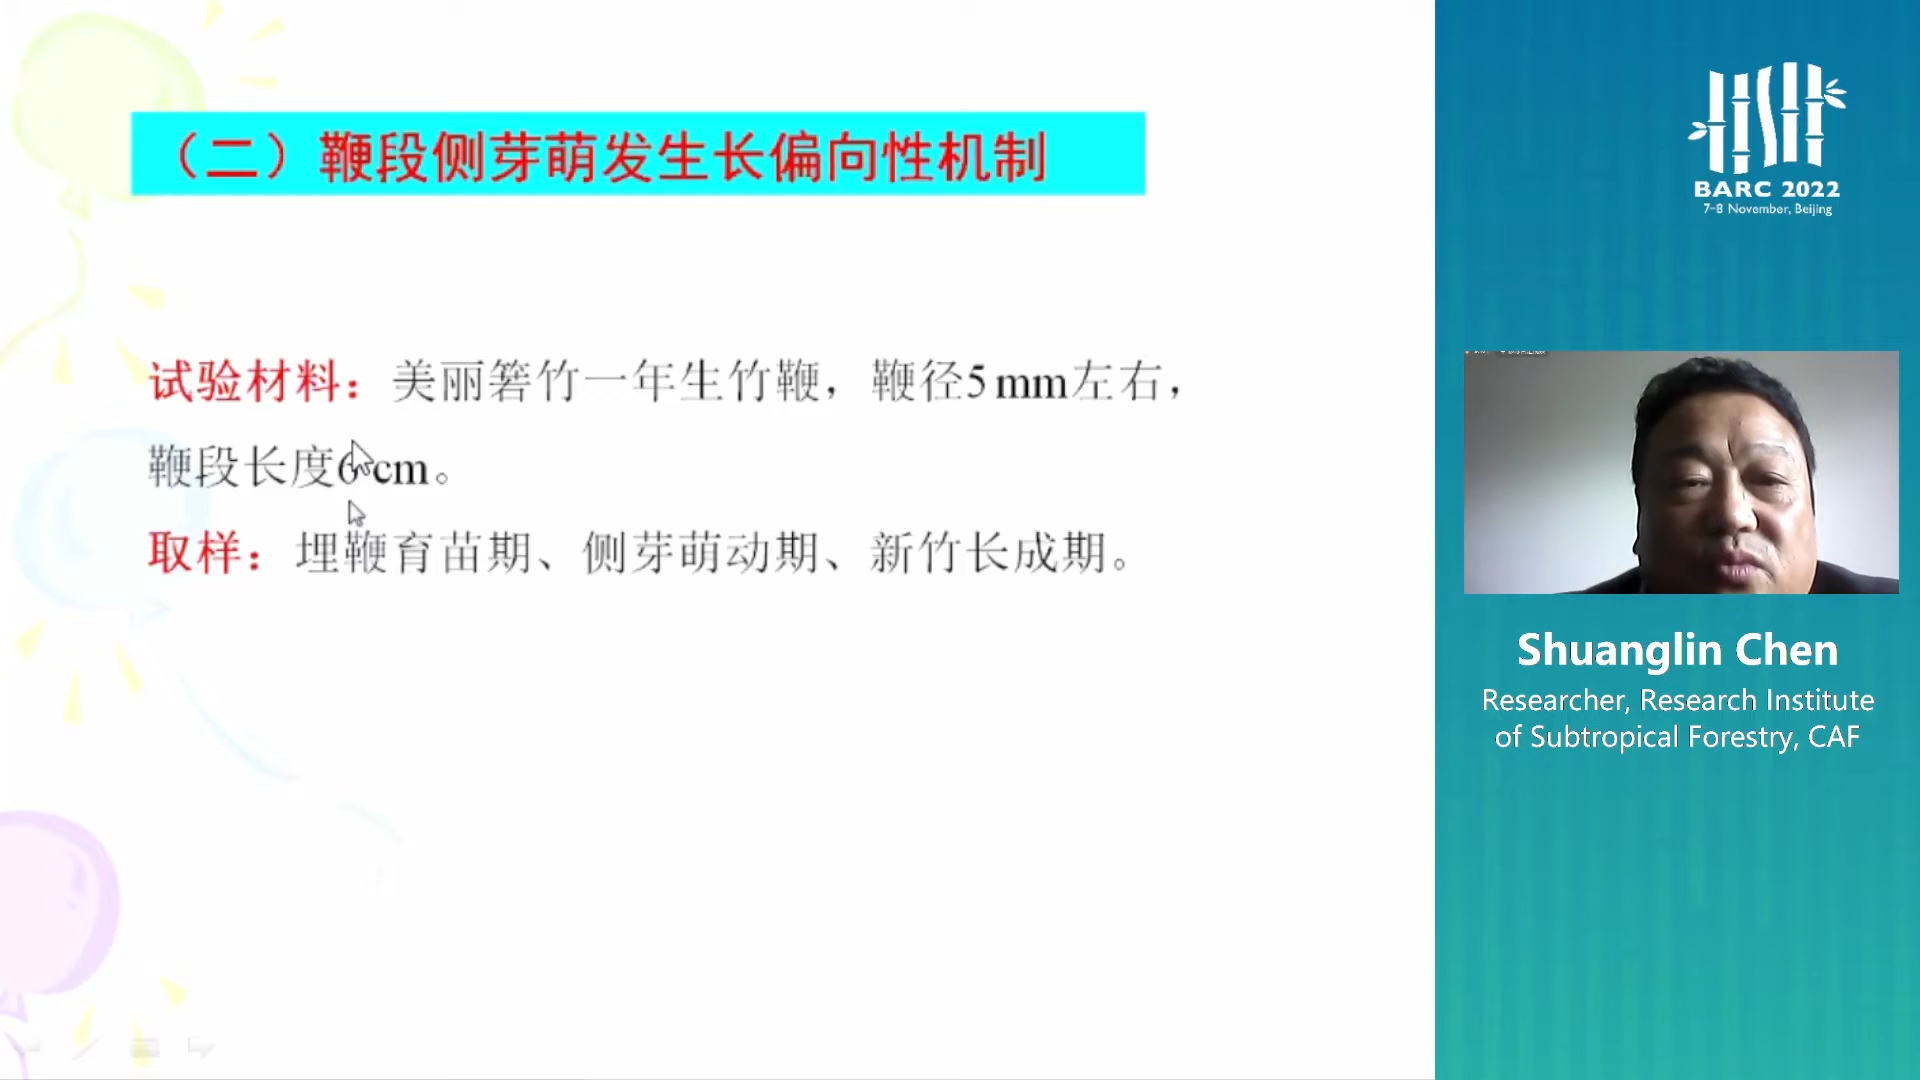 （二）鞭段侧芽萌发生长偏向性机制
试验材料：美丽箬竹一年生竹鞭，鞭径5 mm左右，
鞭段长度6 cm。
取样：埋鞭育苗期、侧芽萌动期、新竹长成期。
BARC 2022
7-8 November, Beijing
Shuanglin Chen
Researcher, Research Institute
of Subtropical Forestry, CAF